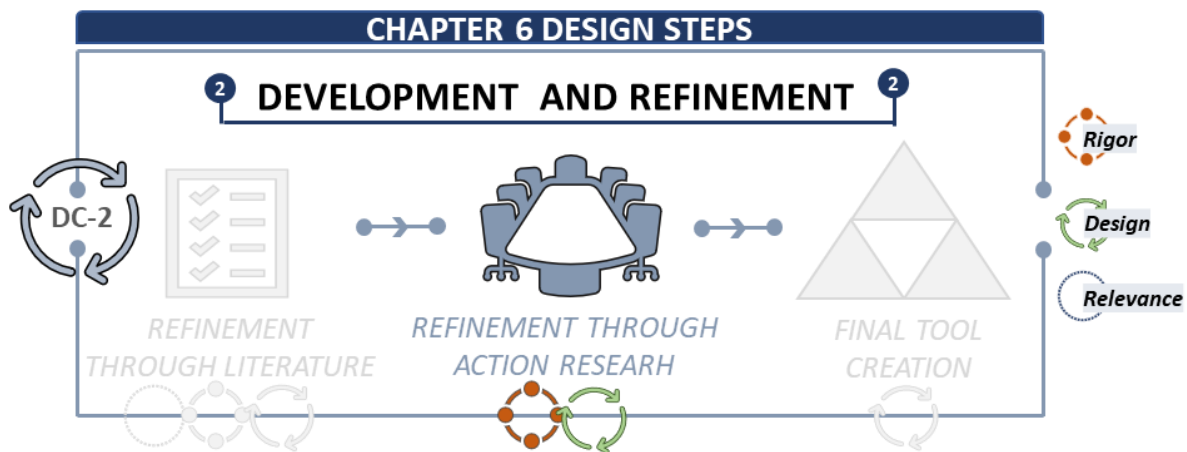 CHAPTER 6 DESIGN STEPS
2
DEVELOPMENT AND REFINEMENT
2
DC-2
REFINEMENT
THROUGH LITERATURE
REFINEMENT THROUGH
ACTION RESEARH
FINAL TOOL
CREATION
Rigor
Design
Relevance